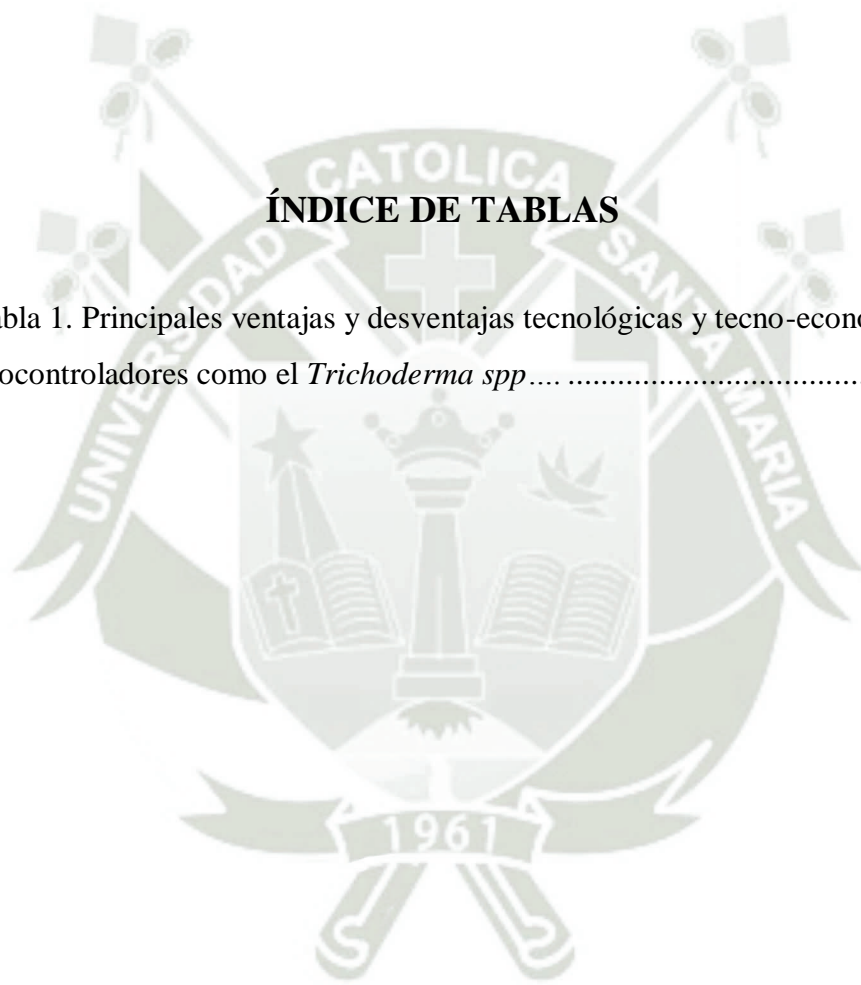 ÍNDICE DE TABLAS
abla 1. Principales ventajas y desventajas tecnológicas y tecno-econo
ocontroladores como el Trichoderma spp.... ....................................
UNIVERSIDAD CATOLICA SANTA MARIA
1961